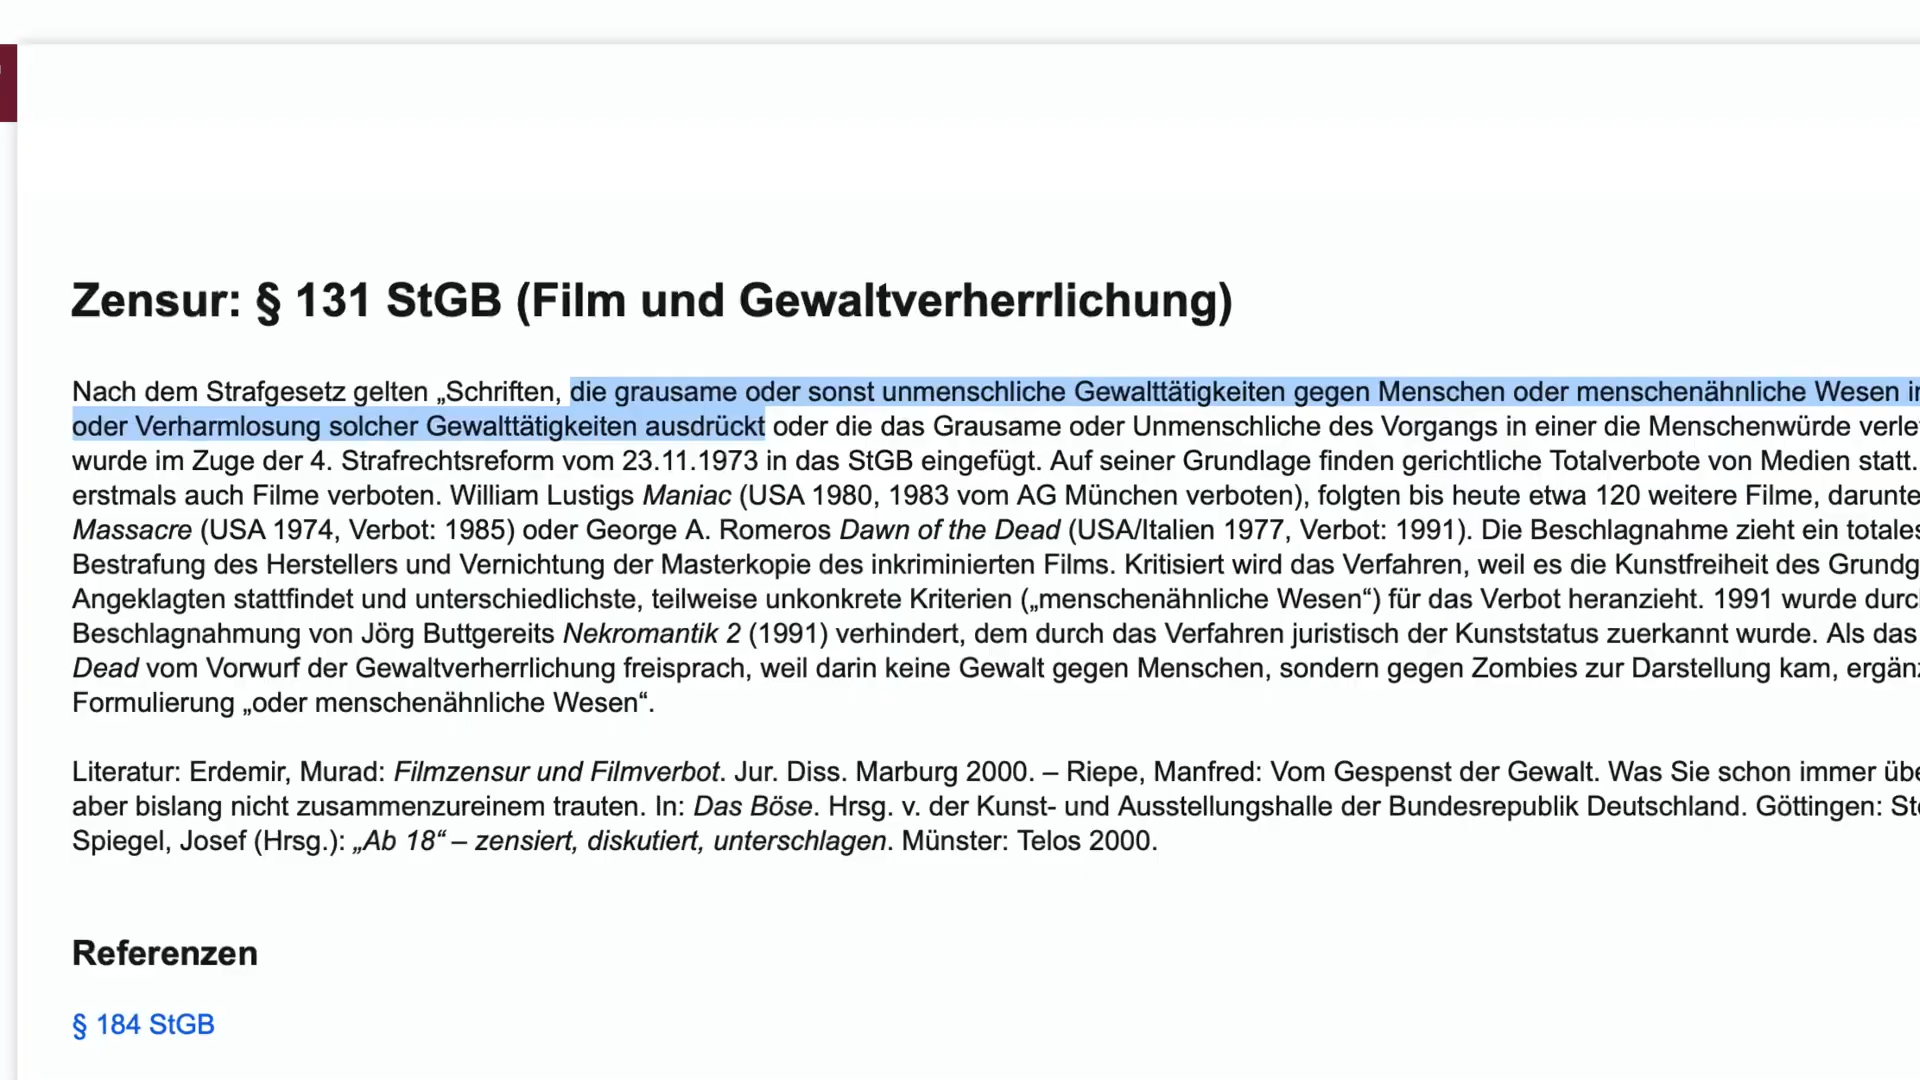 Zensur: § 131 StGB (Film und Gewaltverherrlichung)
Nach dem Strafgesetz gelten „Schriften, die grausame oder sonst unmenschliche Gewalttätigkeiten gegen Menschen oder menschenähnliche Wesen
oder Verharmlosung solcher Gewalttätigkeiten ausdrückt oder die das Grausame oder Unmenschliche des Vorgangs in einer die Menschenwürde
wurde im Zuge der 4. Strafrechtsreform vom 23.11.1973 in das StGB eingefügt. Auf seiner Grundlage finden gerichtliche Totalverbote von Medien statt.
erstmals auch Filme verboten. William Lustigs Maniac (USA 1980, 1983 vom AG München verboten), folgten bis heute etwa 120 weitere Filme,
Massacre (USA 1974, Verbot: 1985) oder George A. Romeros Dawn of the Dead (USA/Italien 1977, Verbot: 1991). Die Beschlagnahme zieht ein
Bestrafung des Herstellers und Vernichtung der Masterkopie des inkriminierten Films. Kritisiert wird das Verfahren, weil es die Kunstfreiheit des
Angeklagten stattfindet und unterschiedlichste, teilweise unkonkrete Kriterien („menschenähnliche Wesen“) für das Verbot heranzieht. 1991 wurde
Beschlagnahmung von Jörg Buttgereits Nekromantik 2 (1991) verhindert, dem durch das Verfahren juristisch der Kunststatus zuerkannt wurde. Als das
Dead vom Vorwurf der Gewaltverherrlichung freisprach, weil darin keine Gewalt gegen Menschen, sondern gegen Zombies zur Darstellung kam,
Formulierung „oder menschenähnliche Wesen“.
Literatur: Erdemir, Murad: Filmzensur und Filmverbot. Jur. Diss. Marburg 2000. – Riepe, Manfred: Vom Gespenst der Gewalt. Was Sie schon immer
aber bislang nicht zusammenzureinem trauten. In: Das Böse. Hrsg. v. der Kunst- und Ausstellungshalle der Bundesrepublik Deutschland. Göttingen:
Spiegel, Josef (Hrsg.): „Ab 18“ – zensiert, diskutiert, unterschlagen. Münster: Telos 2000.
Referenzen
§ 184 StGB